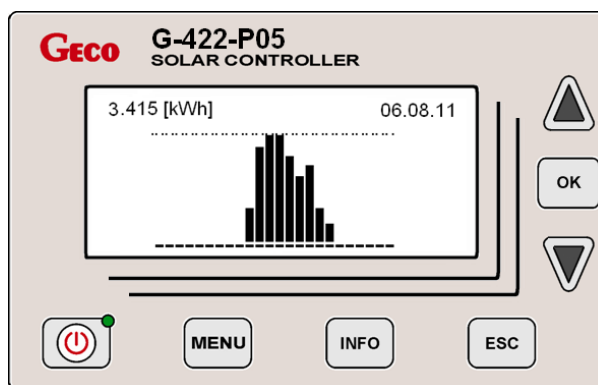 GECO
G-422-P05
SOLAR CONTROLLER
3.415 [kWh] 06.08.11
OK
MENU
INFO
ESC